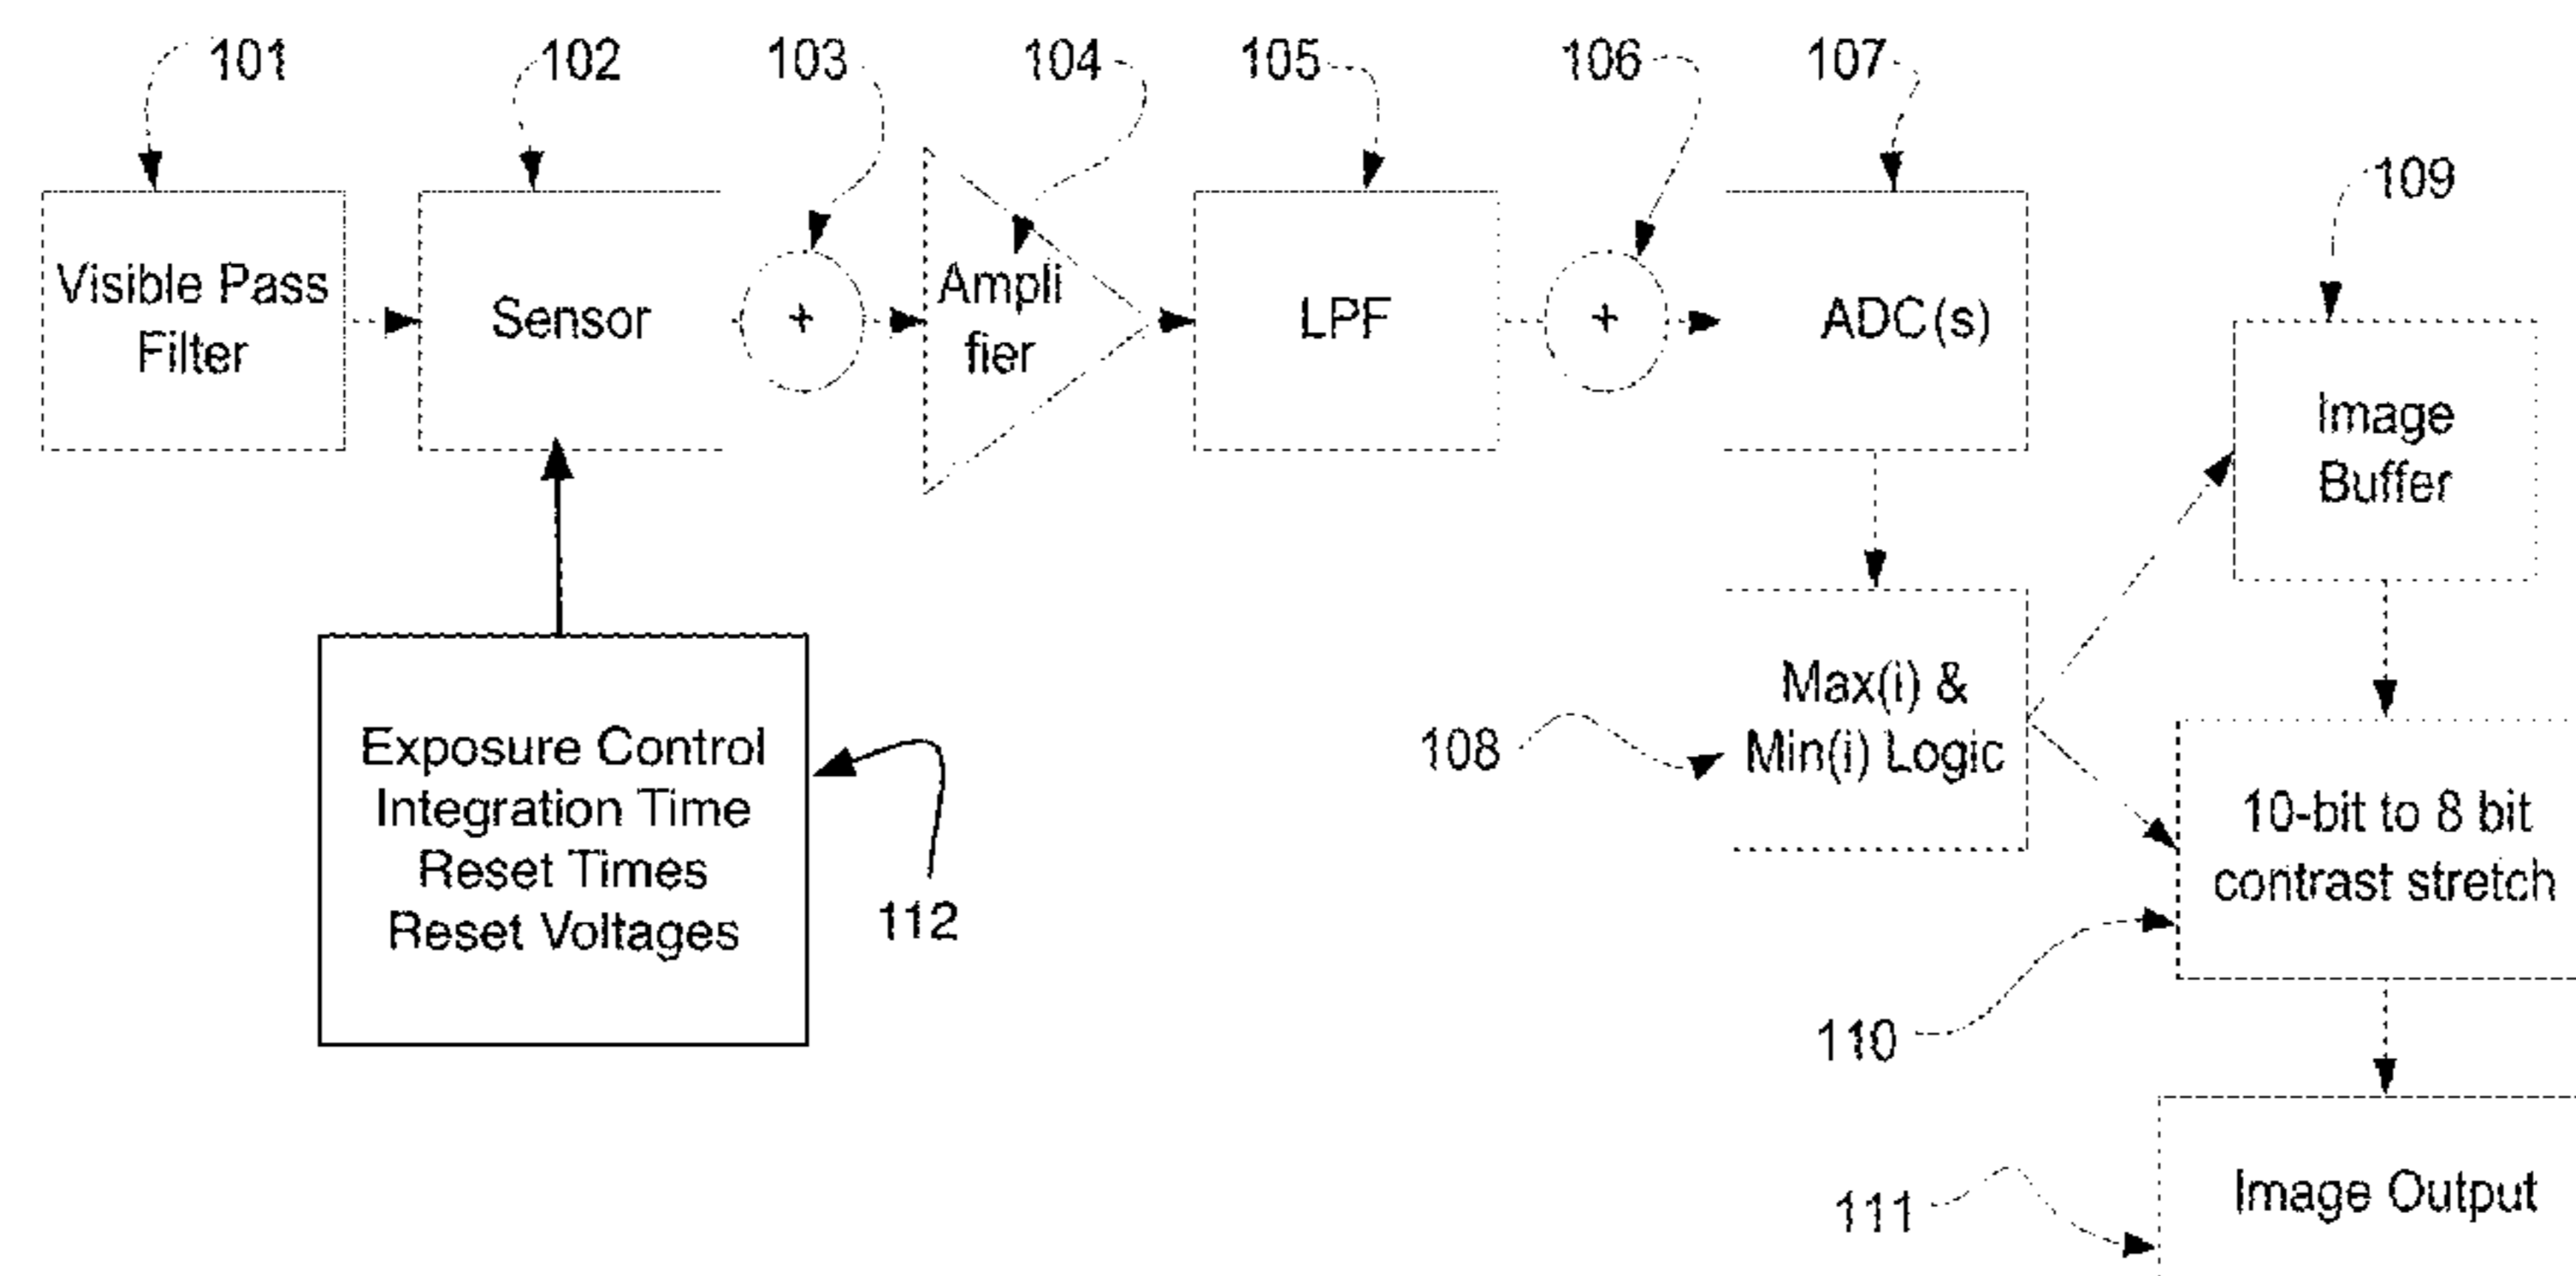 101
102
103
104
105
106
107
109
Visible Pass
Filter
Sensor
+
Ampli
fier
LPF
+
ADC(s)
Image
Buffer
Exposure Control
Integration Time
Reset Times
Reset Voltages
112
108
Max(i) &
Min(i) Logic
10-bit to 8 bit
contrast stretch
110
111
Image Output